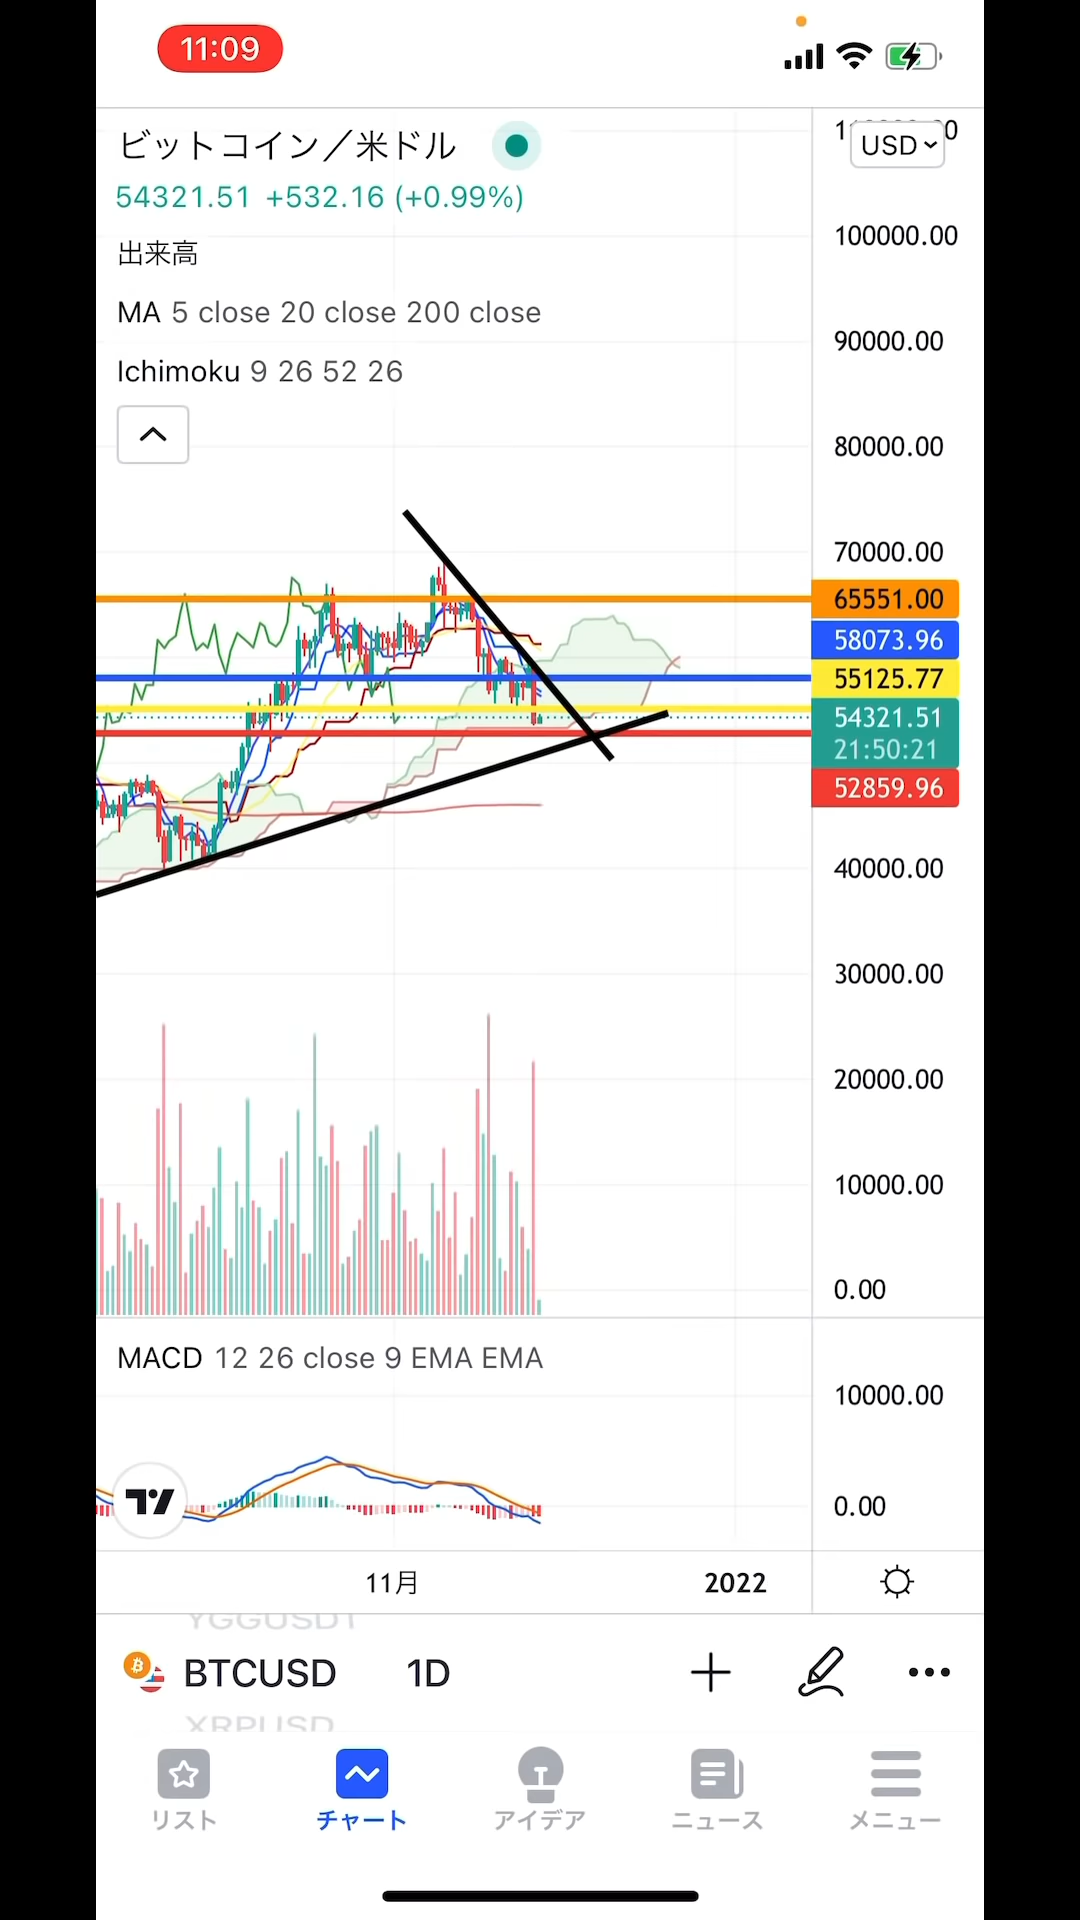 11:09
ビットコイン／米ドル
USD
54321.51 +532.16 (+0.99%)
出来高
MA 5 close 20 close 200 close
Ichimoku 9 26 52 26
100000.00
90000.00
80000.00
70000.00
65551.00
58073.96
55125.77
54321.51
21:50:21
52859.96
40000.00
30000.00
20000.00
10000.00
0.00
MACD 12 26 close 9 EMA EMA
10000.00
0.00
11月
2022
YGGUSDT
BTCUSD 1D
XRPUSD
リスト
チャート
アイデア
ニュース
メニュー